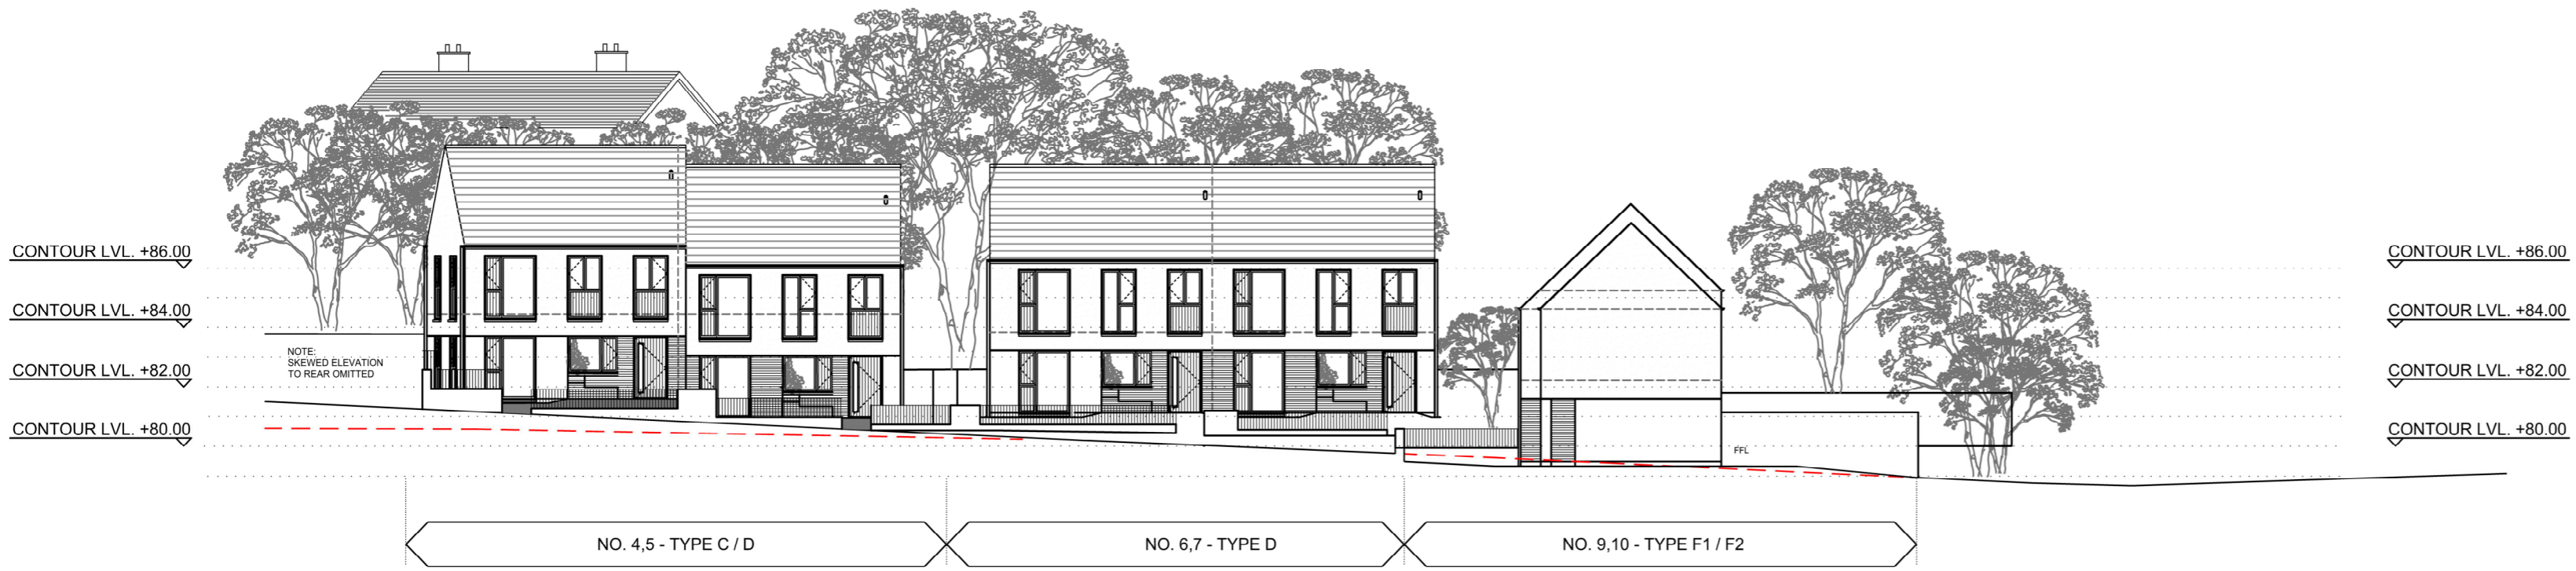 CONTOUR LVL. +86.00
CONTOUR LVL. +84.00
CONTOUR LVL. +82.00
CONTOUR LVL. +80.00
NOTE:
SKEWED ELEVATION
TO REAR OMITTED
FFL
CONTOUR LVL. +86.00
CONTOUR LVL. +84.00
CONTOUR LVL. +82.00
CONTOUR LVL. +80.00
NO. 4,5 - TYPE C / D
NO. 6,7 - TYPE D
NO. 9,10 - TYPE F1 / F2